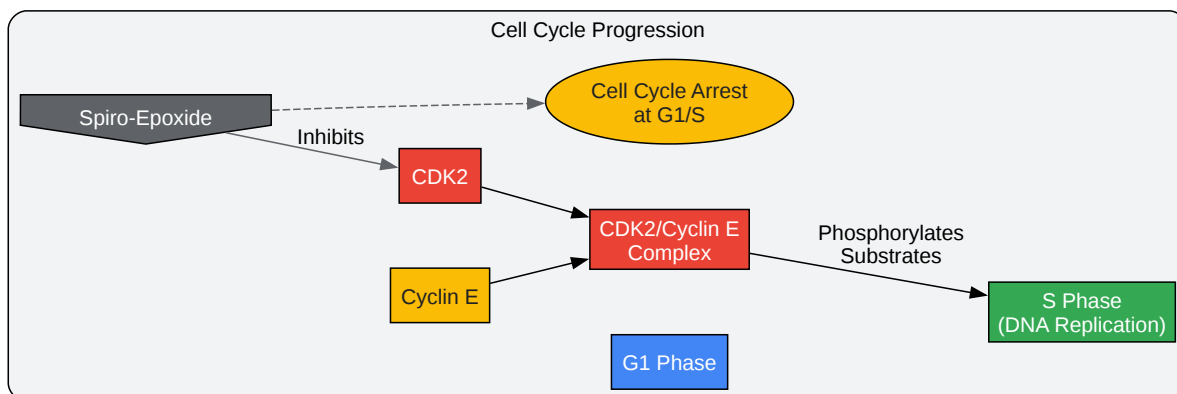 Cell Cycle Progression
Spiro-Epoxide
Cell Cycle Arrest
at G1/S
Inhibits
CDK2
CDK2/Cyclin E
Complex
Phosphorylates
Substrates
Cyclin E
S Phase
(DNA Replication)
G1 Phase